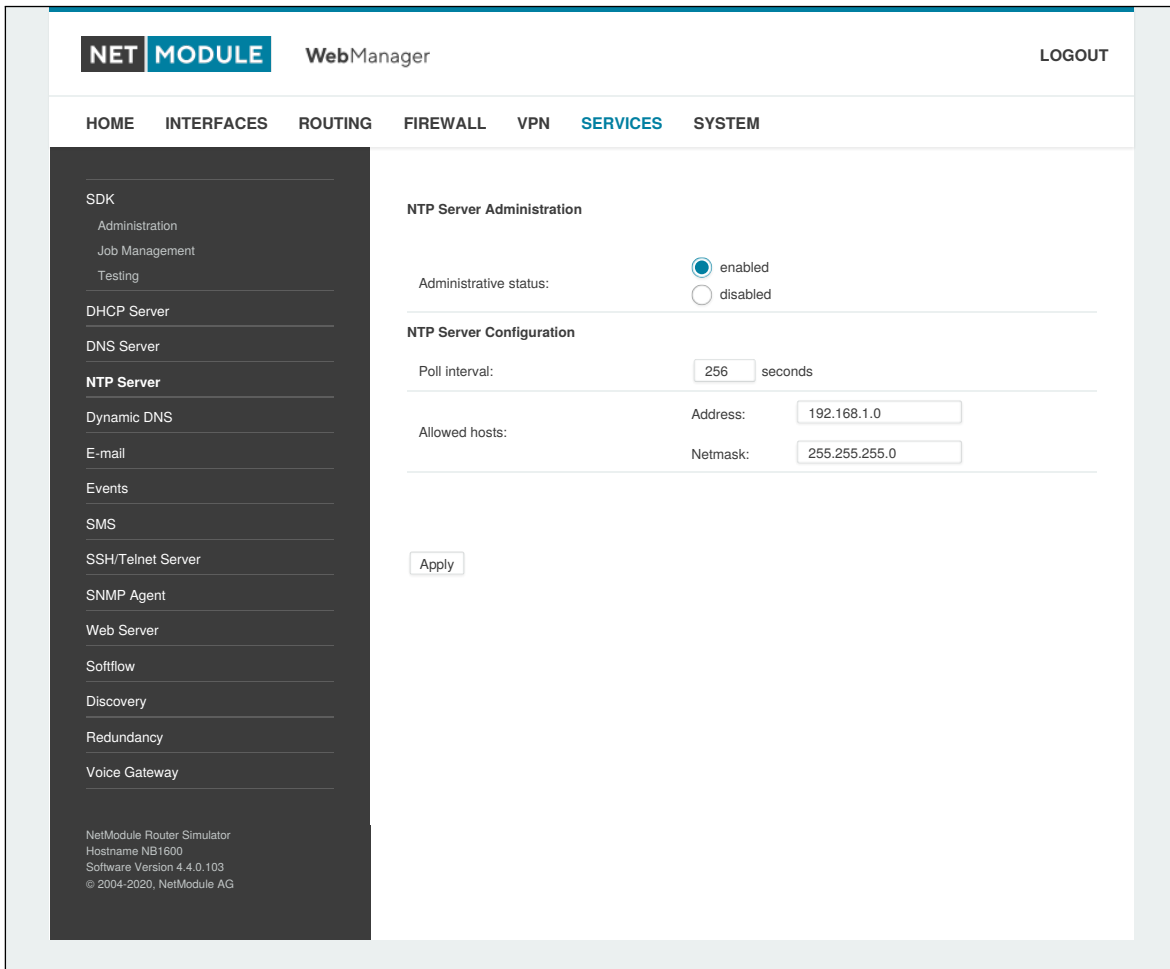 NET MODULE WebManager LOGOUT
HOME INTERFACES ROUTING FIREWALL VPN SERVICES SYSTEM
SDK
Administration
Job Management
Testing
DHCP Server
DNS Server
NTP Server
Dynamic DNS
E-mail
Events
SMS
SSH/Telnet Server
SNMP Agent
Web Server
Softflow
Discovery
Redundancy
Voice Gateway
NetModule Router Simulator
Hostname NB1600
Software Version 4.4.0.103
© 2004-2020, NetModule AG
NTP Server Administration
Administrative status:
enabled
disabled
NTP Server Configuration
Poll interval: 256 seconds
Allowed hosts:
Address: 192.168.1.0
Netmask: 255.255.255.0
Apply